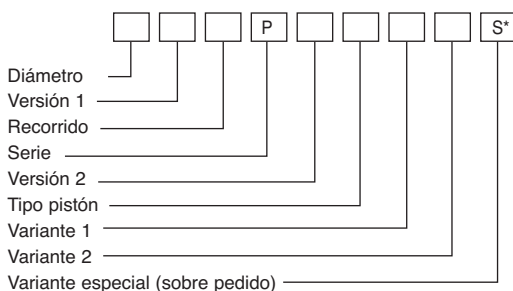 P S*
Diámetro
Versión 1
Recorrido
Serie
Versión 2
Tipo pistón
Variante 1
Variante 2
Variante especial (sobre pedido)